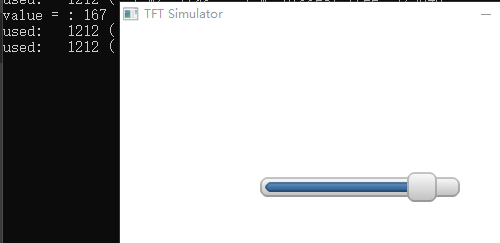 used:   1212 (
value = : 167
used:   1212 (
used:   1212 (
TFT Simulator